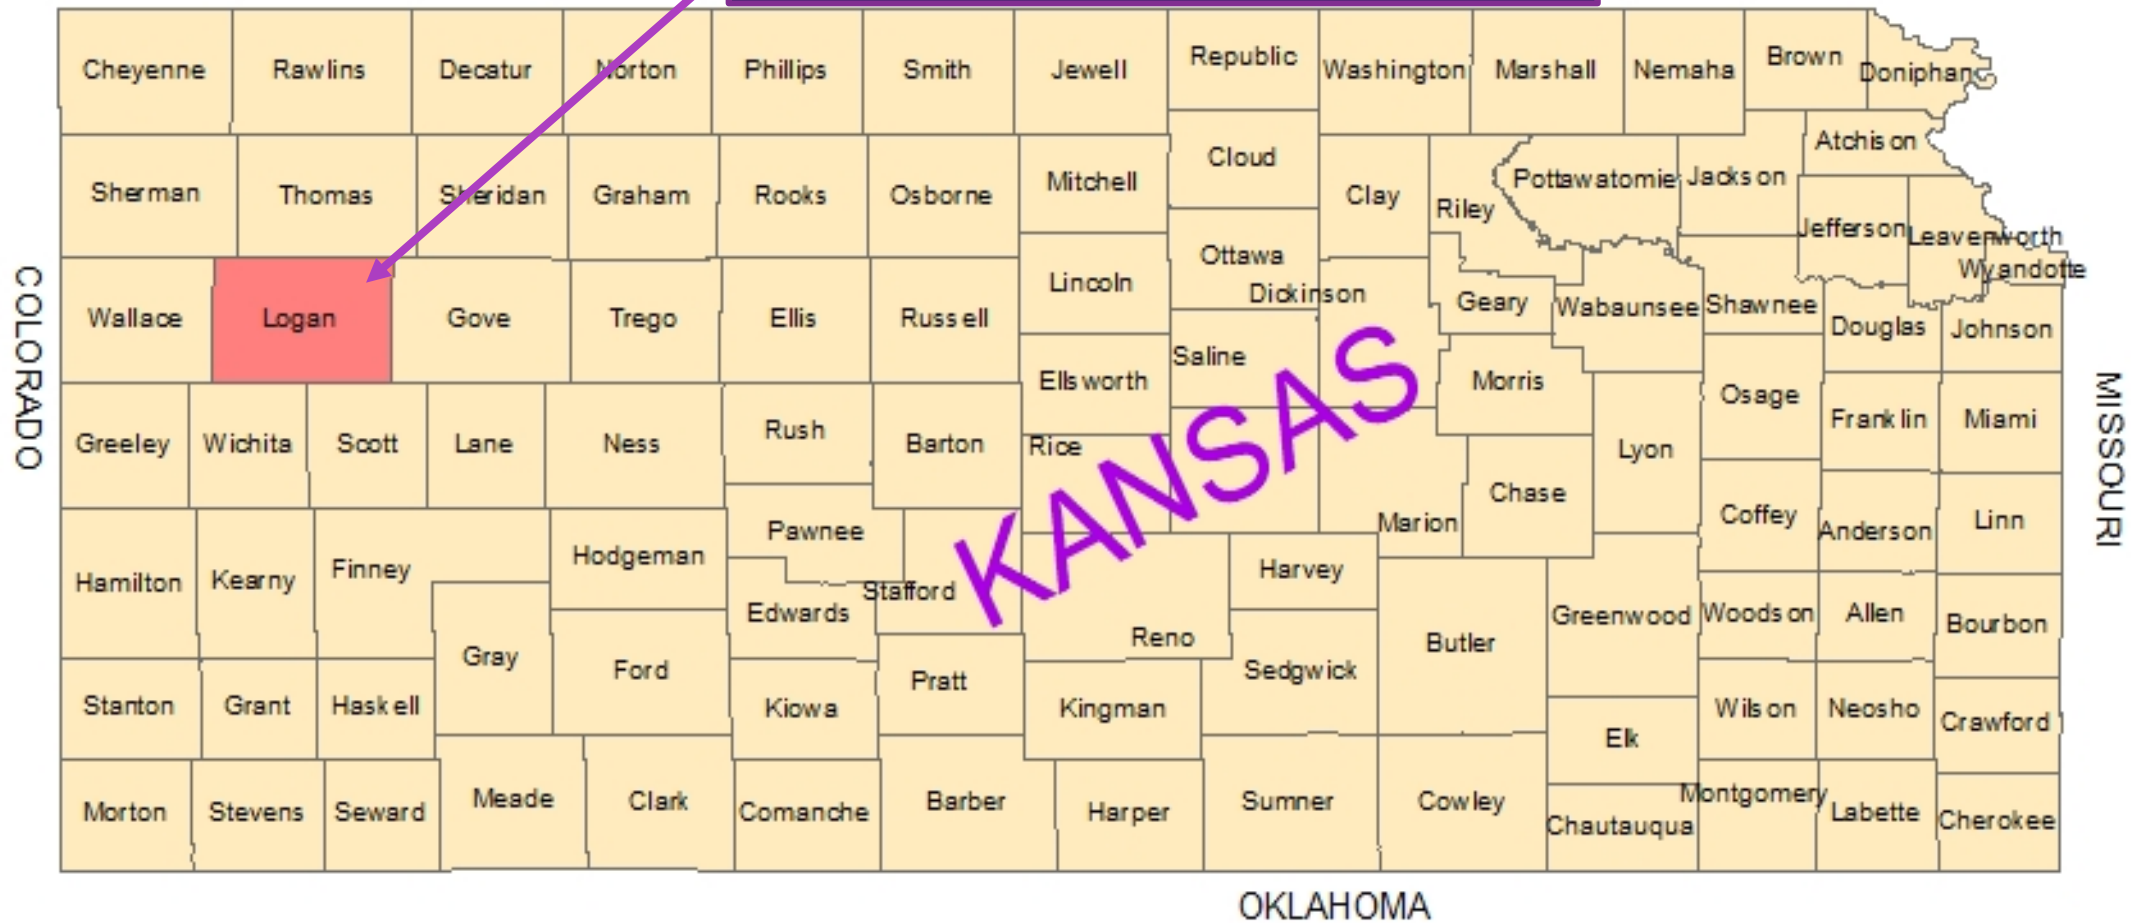 Cheyenne
Rawlins
Decatur
Norton
Phillips
Smith
Jewell
Republic
Washington
Marshall
Nemaha
Brown
Doniphan
Sherman
Thomas
Sheridan
Graham
Rooks
Osborne
Mitchell
Cloud
Clay
Riley
Pottawatomie
Jackson
Atchison
Jefferson
Leavenworth
Wyandotte
COLORADO
Wallace
Logan
Gove
Trego
Ellis
Russell
Lincoln
Ottawa
Dickinson
Saline
Geary
Wabaunsee
Shawnee
Douglas
Johnson
Ellsworth
Morris
Osage
Franklin
Miami
MISSOURI
Greeley
Wichita
Scott
Lane
Ness
Rush
Barton
Rice
KANSAS
Marion
Chase
Lyon
Coffey
Anderson
Linn
Hamilton
Kearny
Finney
Hodgeman
Pawnee
Stafford
Edwards
Reno
Harvey
Sedgwick
Butler
Greenwood
Woodson
Allen
Bourbon
Gray
Ford
Stanton
Grant
Haskell
Kiowa
Pratt
Kingman
Elk
Wilson
Neosho
Crawford
Morton
Stevens
Seward
Meade
Clark
Comanche
Barber
Harper
Sumner
Cowley
Chautauqua
Montgomery
Labette
Cherokee
OKLAHOMA